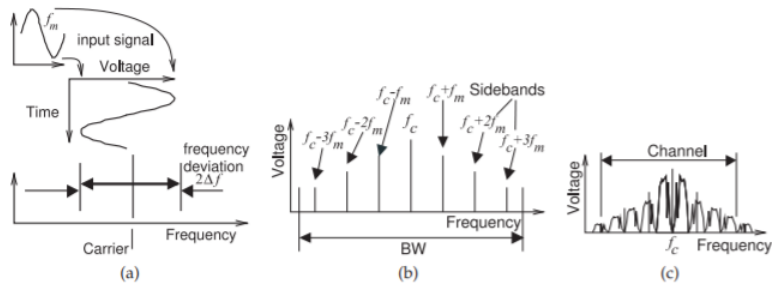 f_m
input signal
Voltage
Time
frequency
deviation
2Δf
Carrier
Frequency
(a)
f_c-3f_m
f_c-2f_m
f_c-f_m
f_c
f_c+f_m
Sidebands
f_c+2f_m
f_c+3f_m
Voltage
Frequency
BW
(b)
Channel
Voltage
f_c
Frequency
(c)